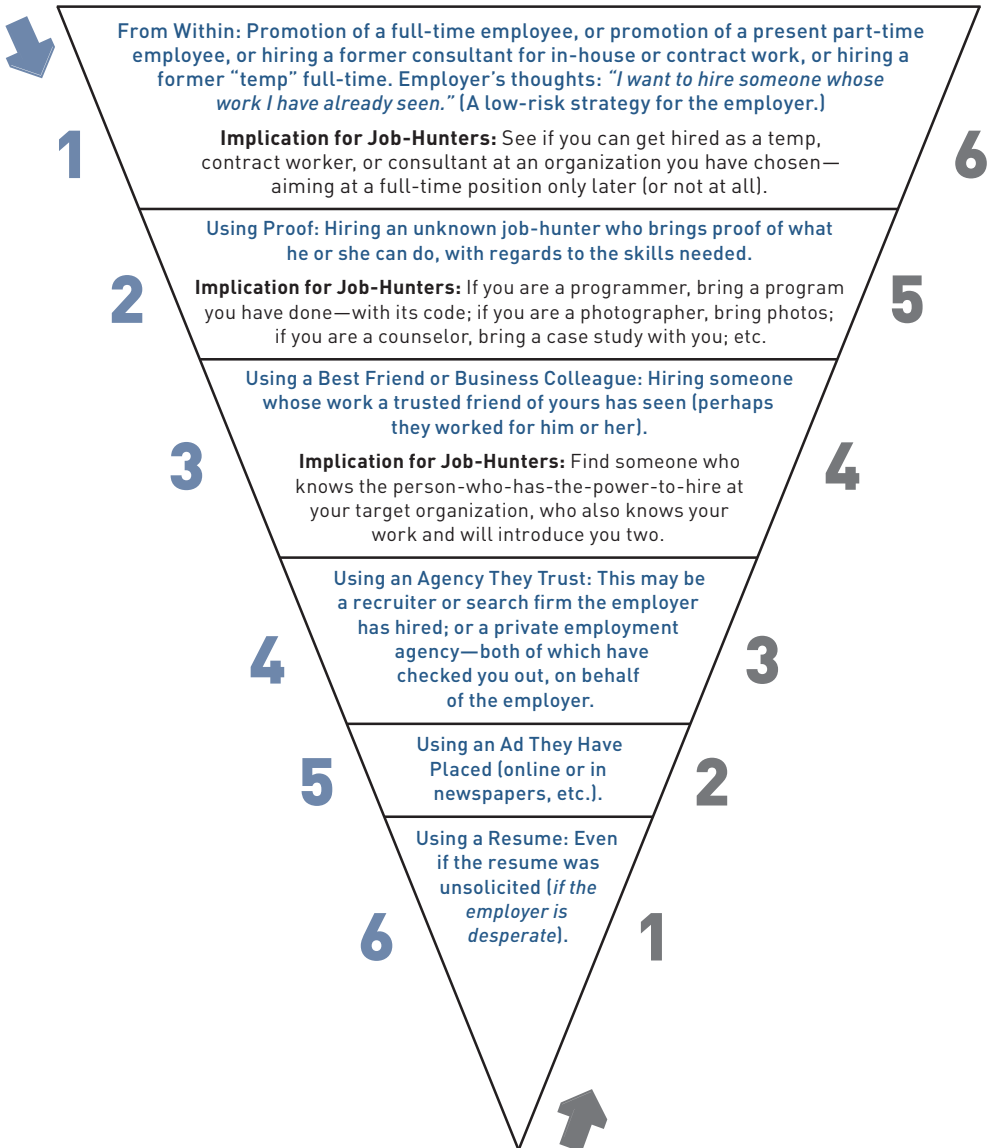 From Within: Promotion of a full-time employee, or promotion of a present part-time
employee, or hiring a former consultant for in-house or contract work, or hiring a
former “temp” full-time. Employer’s thoughts: “I want to hire someone whose
work I have already seen.” (A low-risk strategy for the employer.)
Implication for Job-Hunters: See if you can get hired as a temp,
contract worker, or consultant at an organization you have chosen—
aiming at a full-time position only later (or not at all).
1
6
Using Proof: Hiring an unknown job-hunter who brings proof of what
he or she can do, with regards to the skills needed.
Implication for Job-Hunters: If you are a programmer, bring a program
you have done—with its code; if you are a photographer, bring photos;
if you are a counselor, bring a case study with you; etc.
2
5
Using a Best Friend or Business Colleague: Hiring someone
whose work a trusted friend of yours has seen (perhaps
they worked for him or her).
Implication for Job-Hunters: Find someone who
knows the person-who-has-the-power-to-hire at
your target organization, who also knows your
work and will introduce you two.
3
4
Using an Agency They Trust: This may be
a recruiter or search firm the employer
has hired; or a private employment
agency—both of which have
checked you out, on behalf
of the employer.
4
3
Using an Ad They Have
Placed (online or in
newspapers, etc.).
5
2
Using a Resume: Even
if the resume was
unsolicited (if the
employer is
desperate).
6
1